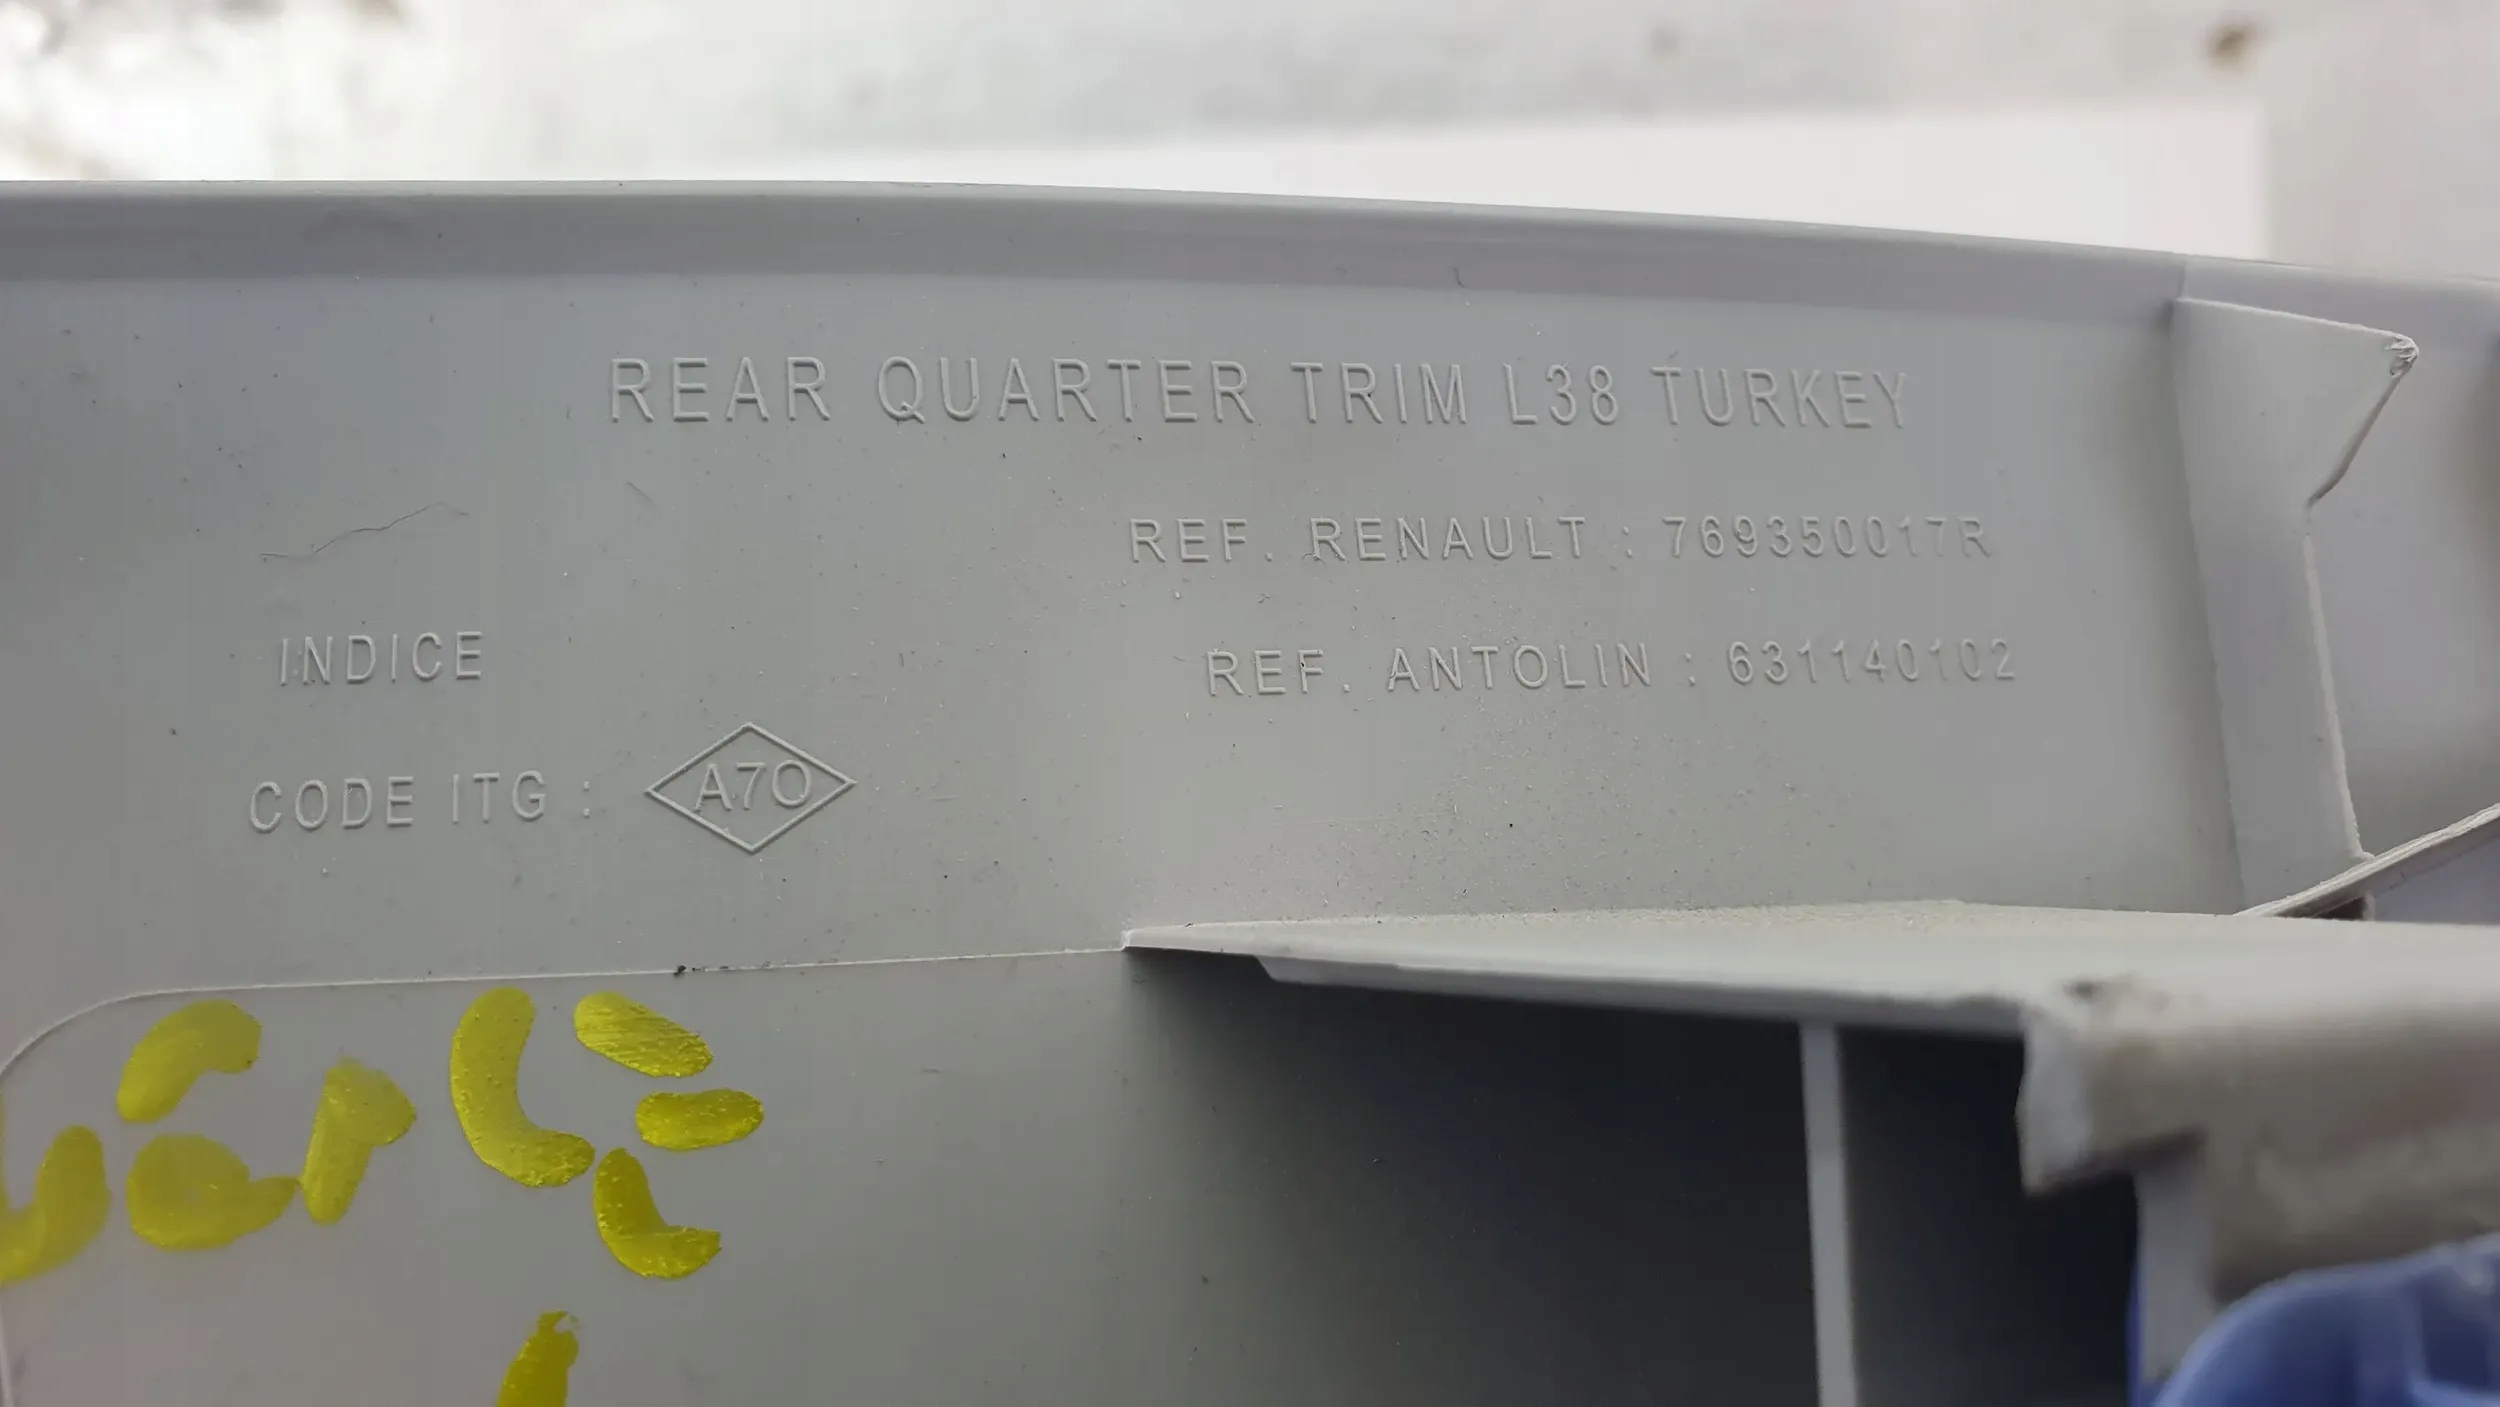 REAR QUARTER TRIM L38 TURKEY
REF. RENAULT : 769350017R
REF. ANTOLIN : 631140102
INDICE
CODE ITG : A70